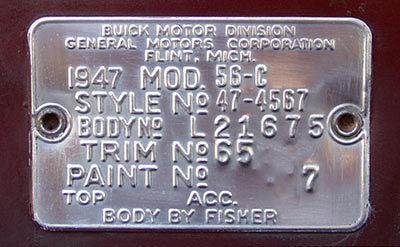 BUICK MOTOR DIVISION
GENERAL MOTORS CORPORATION
FLINT, MICH.
1947 MOD. 56-C
STYLE No 47-4567
BODY No L21675
TRIM No 65
PAINT No 7
TOP ACC.
BODY BY FISHER